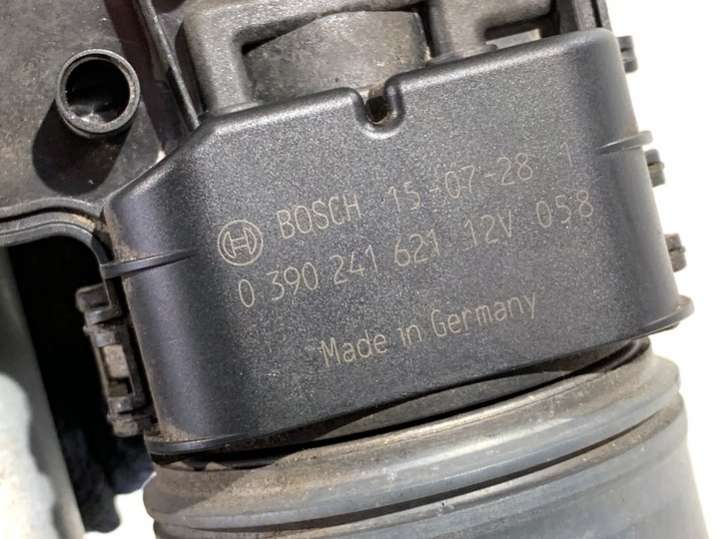 BOSCH 15-07-28 1
0 390 241 621 12V 058
Made in Germany